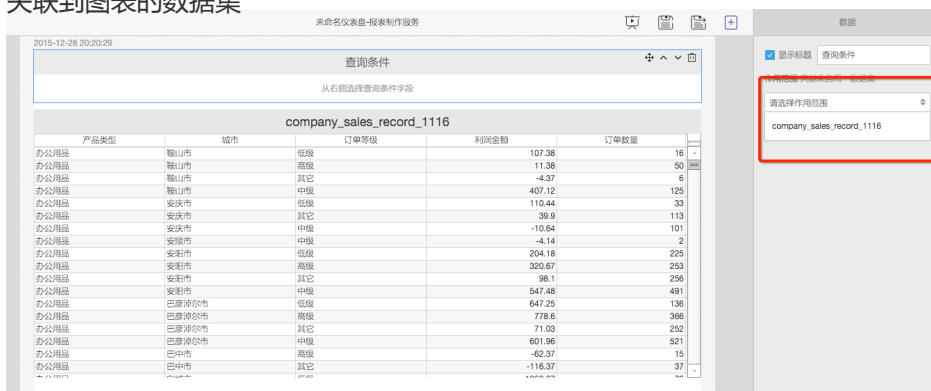 关联到图表的数据集
未命名仪表盘-报表制作服务
数据
2015-12-28 20:20:29
查询条件
从右侧选择查询条件字段
显示标题 查询条件
请选择作用范围
company_sales_record_1116
company_sales_record_1116
产品类型 城市 订单等级 利润金额 订单数量
办公用品 鞍山市 低级 107.38 16
办公用品 鞍山市 高级 11.38 50
办公用品 鞍山市 其它 -4.37 6
办公用品 鞍山市 中级 407.12 125
办公用品 安庆市 低级 110.44 33
办公用品 安庆市 其它 39.9 113
办公用品 安庆市 中级 -10.64 101
办公用品 安顺市 中级 -4.14 2
办公用品 安阳市 低级 204.18 225
办公用品 安阳市 高级 320.67 253
办公用品 安阳市 其它 98.1 256
办公用品 安阳市 中级 547.48 491
办公用品 巴彦淖尔市 低级 647.25 136
办公用品 巴彦淖尔市 高级 778.6 366
办公用品 巴彦淖尔市 其它 71.03 252
办公用品 巴彦淖尔市 中级 601.96 521
办公用品 巴中市 高级 -62.37 15
办公用品 巴中市 其它 -116.37 37